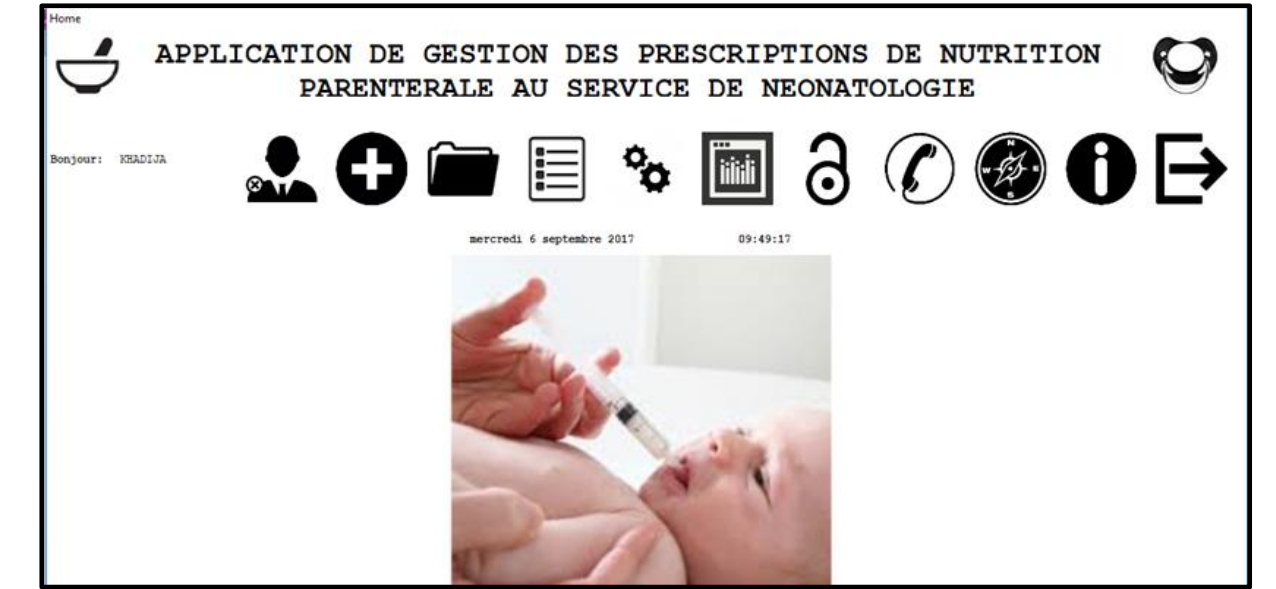 Home
APPLICATION DE GESTION DES PRESCRIPTIONS DE NUTRITION
PARENTERALE AU SERVICE DE NEONATOLOGIE
Bonjour: KHADIJA
N
W E
S
mercredi 6 septembre 2017 09:49:17